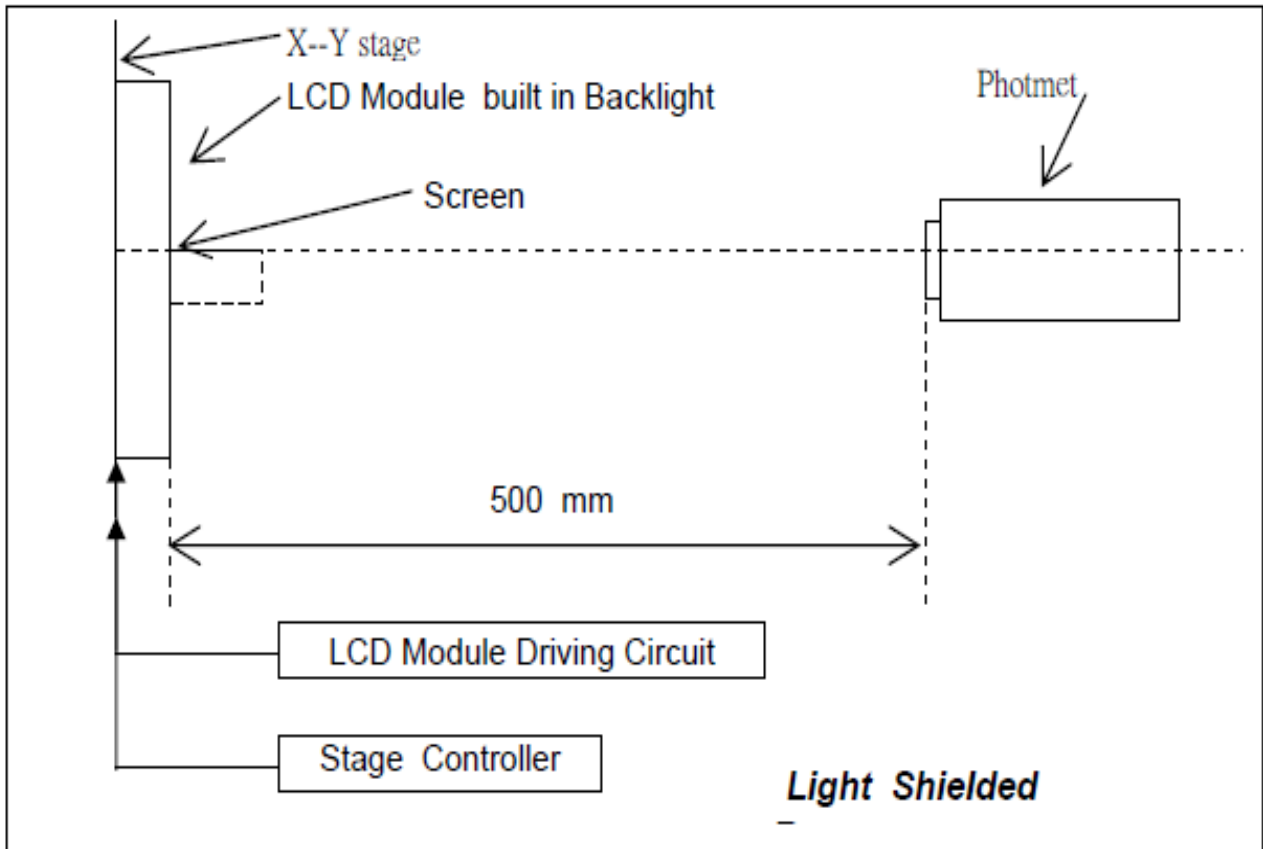 X--Y stage
LCD Module built in Backlight
Photmet
Screen
500 mm
LCD Module Driving Circuit
Stage Controller
Light Shielded